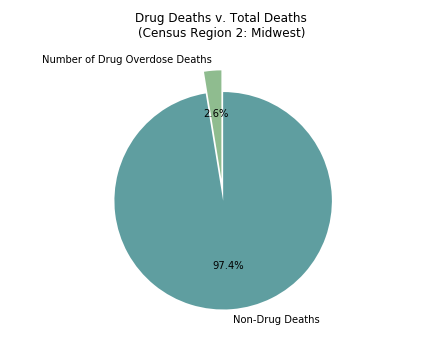 Drug Deaths v. Total Deaths
(Census Region 2: Midwest)
Number of Drug Overdose Deaths
2.6%
97.4%
Non-Drug Deaths